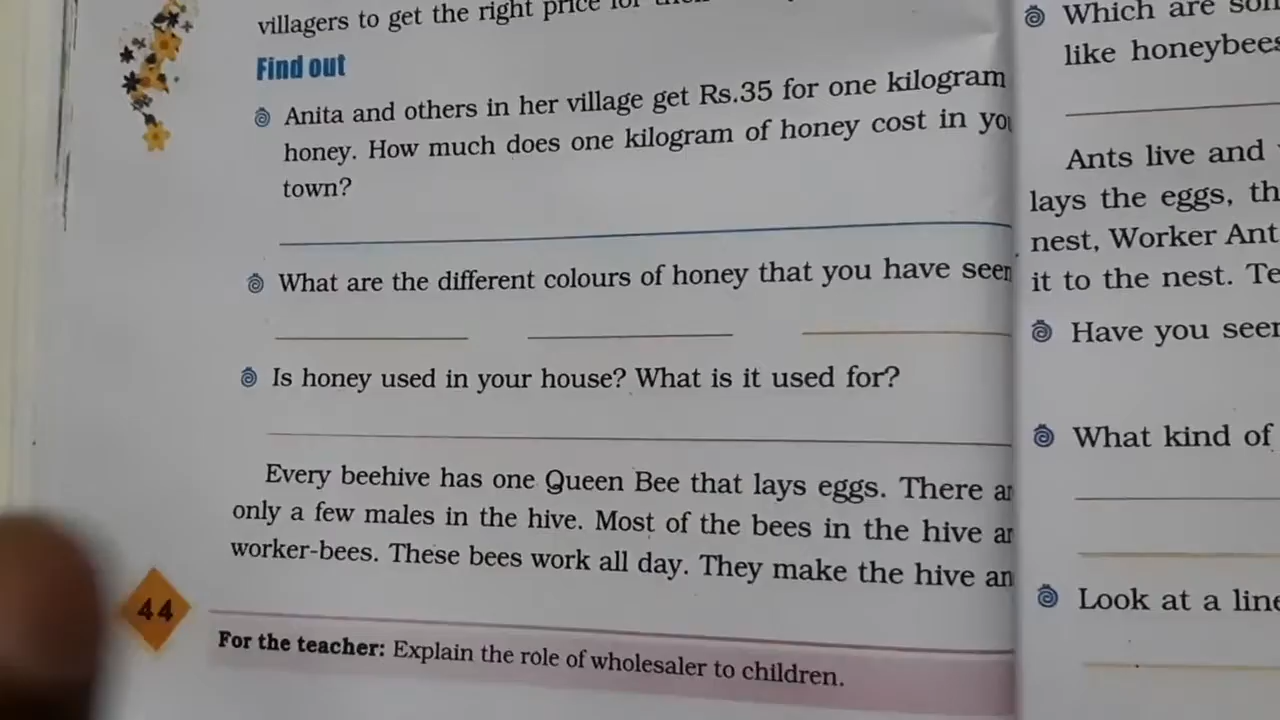 villagers to get the right price for
Find out
Anita and others in her village get Rs.35 for one kilogram
honey. How much does one kilogram of honey cost in
town?
What are the different colours of honey that you have seen
Is honey used in your house? What is it used for?
Every beehive has one Queen Bee that lays eggs. There
only a few males in the hive. Most of the bees in the hive
worker-bees. These bees work all day. They make the hive
44
For the teacher: Explain the role of wholesaler to children.
Which are
like honeybees
Ants live and
lays the eggs,
nest, Worker
it to the nest.
Have you
What kind of
Look at a